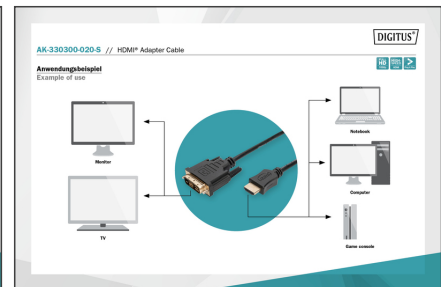 DIGITUS®
AK-330300-020-S // HDMI® Adapter Cable
Anwendungsbeispiel
Example of use
Monitor
TV
Notebook
Computer
Game console